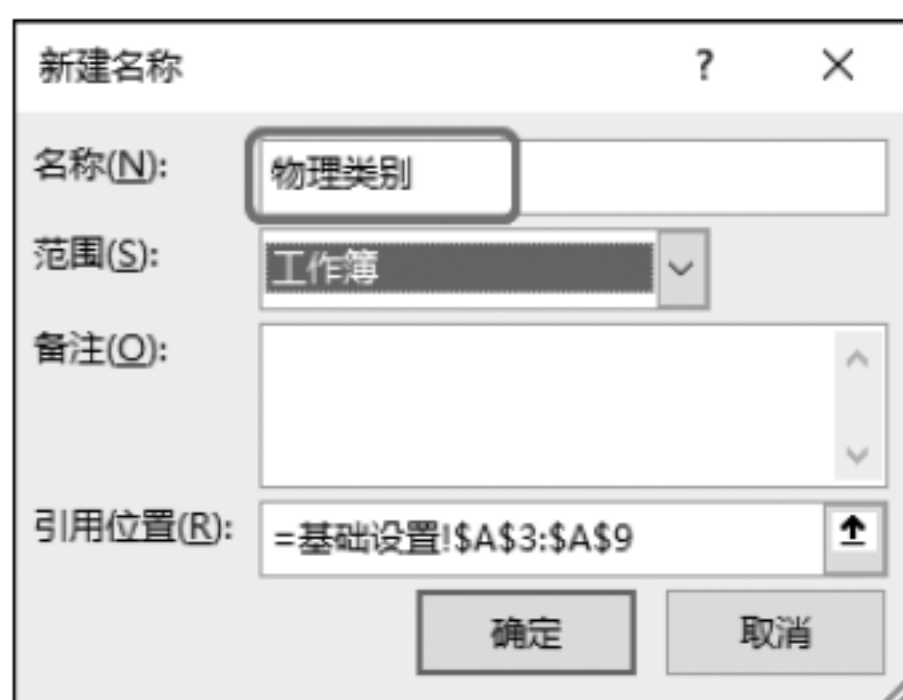 新建名称 ?
名称(N): 物理类别
范围(S): 工作簿
备注(O):
引用位置(R): =基础设置!$A$3:$A$9
确定 取消